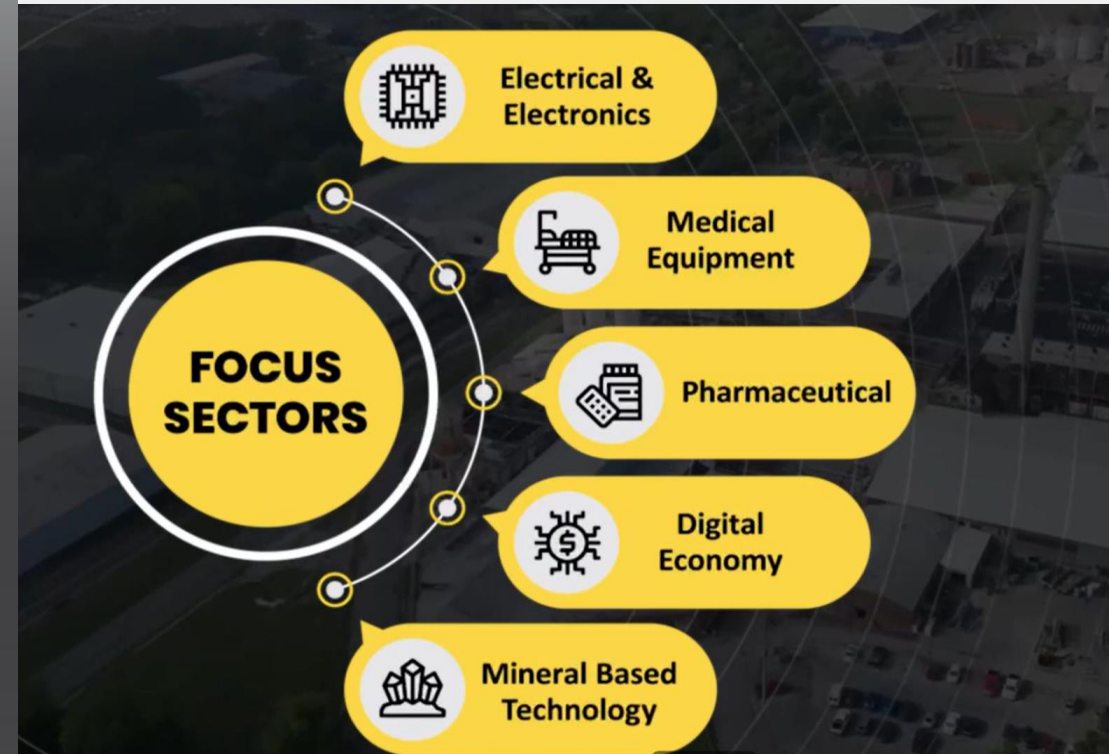 Electrical &
Electronics
Medical
Equipment
FOCUS
SECTORS
Pharmaceutical
Digital
Economy
Mineral Based
Technology